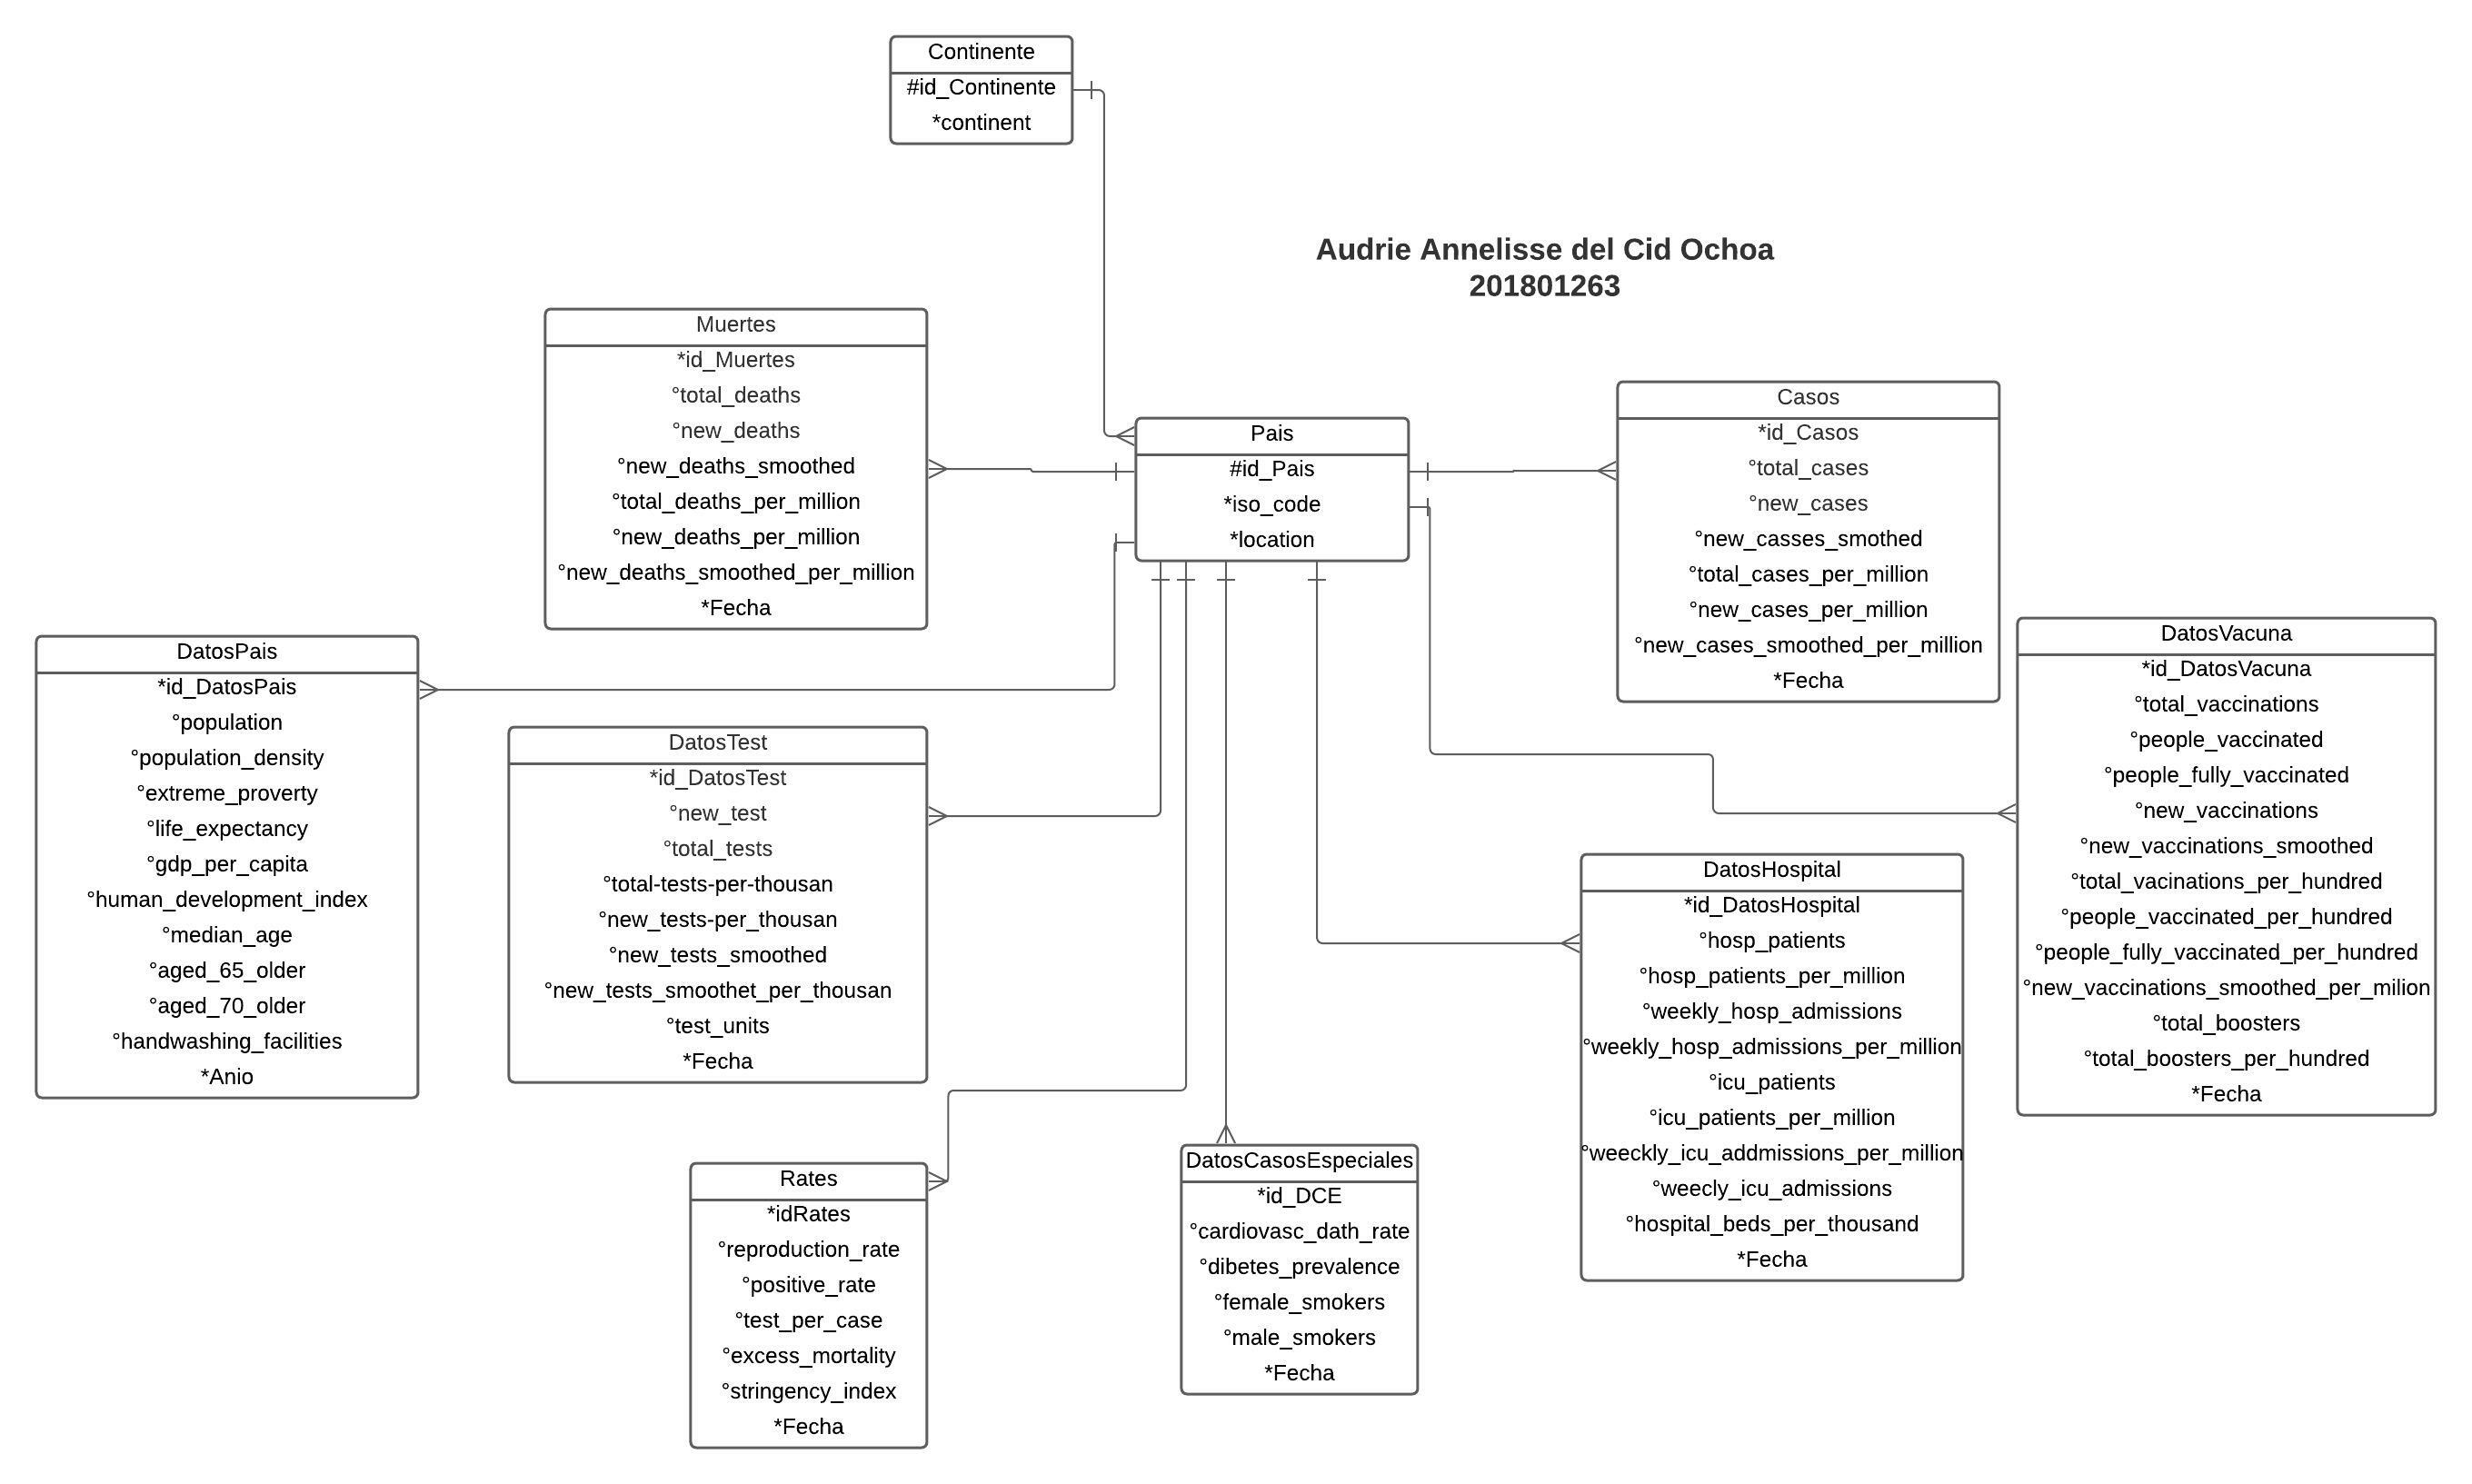 Continente
#id_Continente
*continent
Audrie Annelisse del Cid Ochoa
201801263
Muertes
*id_Muertes
°total_deaths
°new_deaths
°new_deaths_smoothed
°total_deaths_per_million
°new_deaths_per_million
°new_deaths_smoothed_per_million
*Fecha
Pais
#id_Pais
*iso_code
*location
Casos
*id_Casos
°total_cases
°new_cases
°new_casses_smothed
°total_cases_per_million
°new_cases_per_million
°new_cases_smoothed_per_million
*Fecha
DatosPais
*id_DatosPais
°population
°population_density
°extreme_proverty
°life_expectancy
°gdp_per_capita
°human_development_index
°median_age
°aged_65_older
°aged_70_older
°handwashing_facilities
*Anio
DatosTest
*id_DatosTest
°new_test
°total_tests
°total-tests-per-thousan
°new_tests-per_thousan
°new_tests_smoothed
°new_tests_smoothet_per_thousan
°test_units
*Fecha
DatosVacuna
*id_DatosVacuna
°total_vaccinations
°people_vaccinated
°people_fully_vaccinated
°new_vaccinations
°new_vaccinations_smoothed
°total_vacinations_per_hundred
°people_vaccinated_per_hundred
°people_fully_vaccinated_per_hundred
°new_vaccinations_smoothed_per_milion
°total_boosters
°total_boosters_per_hundred
*Fecha
DatosHospital
*id_DatosHospital
°hosp_patients
°hosp_patients_per_million
°weekly_hosp_admissions
°weekly_hosp_admissions_per_million
°icu_patients
°icu_patients_per_million
°weeckly_icu_addmissions_per_million
°weecly_icu_admissions
°hospital_beds_per_thousand
*Fecha
Rates
*idRates
°reproduction_rate
°positive_rate
°test_per_case
°excess_mortality
°stringency_index
*Fecha
DatosCasosEspeciales
*id_DCE
°cardiovasc_dath_rate
°dibetes_prevalence
°female_smokers
°male_smokers
*Fecha